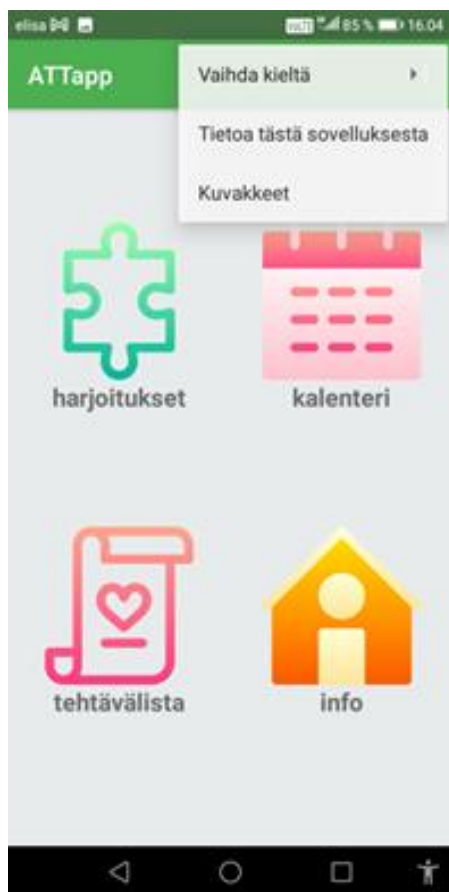 elisa 85 % 16.04
ATTapp
Vaihda kieltä
Tietoa tästä sovelluksesta
Kuvakkeet
harjoitukset
kalenteri
tehtävälista
info